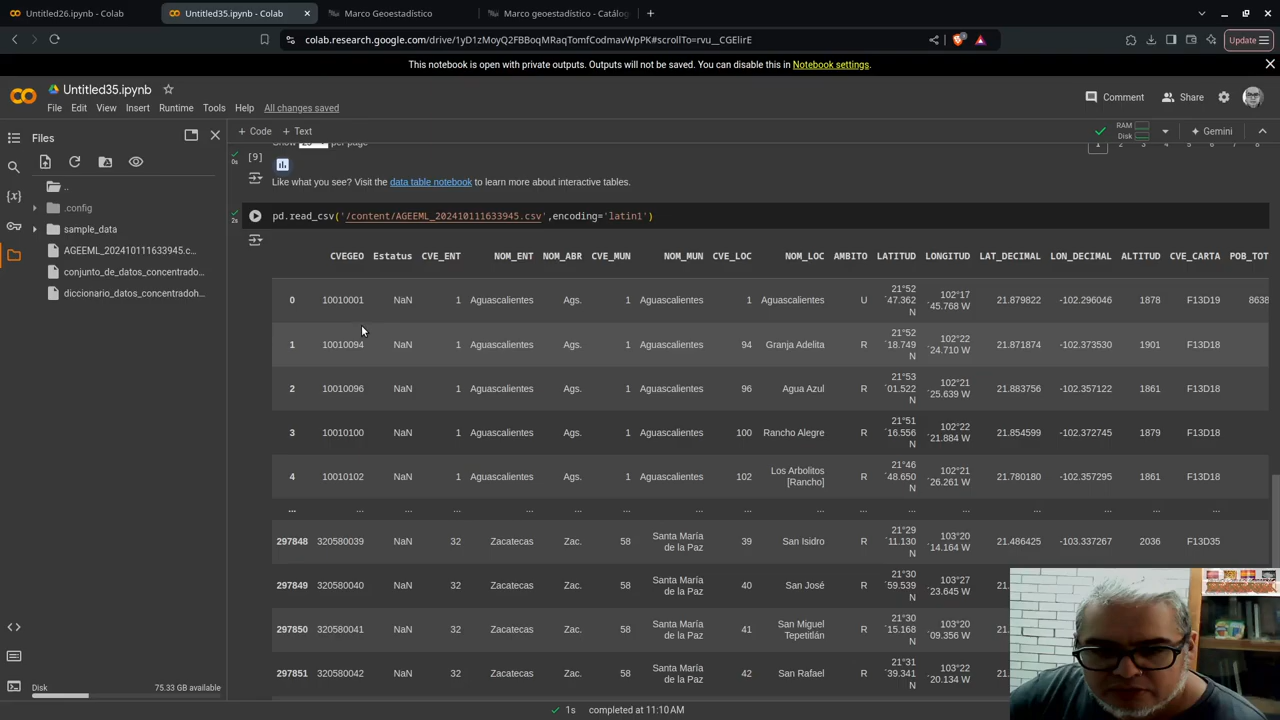 Untitled26.ipynb - Colab
Untitled35.ipynb - Colab
Marco Geoestadístico
Marco geoestadístico - Catálog
colab.research.google.com/drive/1yD1zMoyQ2FBBoqMRaqTomfCodmavWpPK#scrollTo=rvu__CGElirE
Update
This notebook is open with private outputs. Outputs will not be saved. You can disable this in Notebook settings.
Untitled35.ipynb
File Edit View Insert Runtime Tools Help All changes saved
Comment Share
Files
+ Code + Text
RAM
Disk
Gemini
per page
1 2 3 4 5 6 7 8
[9]
0s
Like what you see? Visit the data table notebook to learn more about interactive tables.
2s
pd.read_csv('/content/AGEEML_202410111633945.csv',encoding='latin1')
..
.config
sample_data
AGEEML_202410111633945.c...
conjunto_de_datos_concentrado...
diccionario_datos_concentradoh...
CVEGEO Estatus CVE_ENT NOM_ENT NOM_ABR CVE_MUN NOM_MUN CVE_LOC NOM_LOC AMBITO LATITUD LONGITUD LAT_DECIMAL LON_DECIMAL ALTITUD CVE_CARTA POB_TOT
0 10010001 NaN 1 Aguascalientes Ags. 1 Aguascalientes 1 Aguascalientes U 21°52´47.362 N 102°17´45.768 W 21.879822 -102.296046 1878 F13D19 8638
1 10010094 NaN 1 Aguascalientes Ags. 1 Aguascalientes 94 Granja Adelita R 21°52´18.749 N 102°22´24.710 W 21.871874 -102.373530 1901 F13D18
2 10010096 NaN 1 Aguascalientes Ags. 1 Aguascalientes 96 Agua Azul R 21°53´01.522 N 102°21´25.639 W 21.883756 -102.357122 1861 F13D18
3 10010100 NaN 1 Aguascalientes Ags. 1 Aguascalientes 100 Rancho Alegre R 21°51´16.556 N 102°22´21.884 W 21.854599 -102.372745 1879 F13D18
4 10010102 NaN 1 Aguascalientes Ags. 1 Aguascalientes 102 Los Arbolitos [Rancho] R 21°46´48.650 N 102°21´26.261 W 21.780180 -102.357284 1861 F13D18
... ... ... ... ... ... ... ... ... ... ... ... ... ... ... ... ...
297848 320580039 NaN 32 Zacatecas Zac. 58 Santa María de la Paz 39 San Isidro R 21°29´11.130 N 103°20´14.164 W 21.486425 -103.337267 2036 F13D35
297849 320580040 NaN 32 Zacatecas Zac. 58 Santa María de la Paz 40 San José R 21°30´59.539 N 103°27´23.645 W
297850 320580041 NaN 32 Zacatecas Zac. 58 Santa María de la Paz 41 San Miguel Tepetitlán R 21°30´15.168 N 103°20´09.356 W
297851 320580042 NaN 32 Zacatecas Zac. 58 Santa María de la Paz 42 San Rafael R 21°31´39.341 N 103°22´20.134 W
Disk
75.33 GB available
1s completed at 11:10 AM